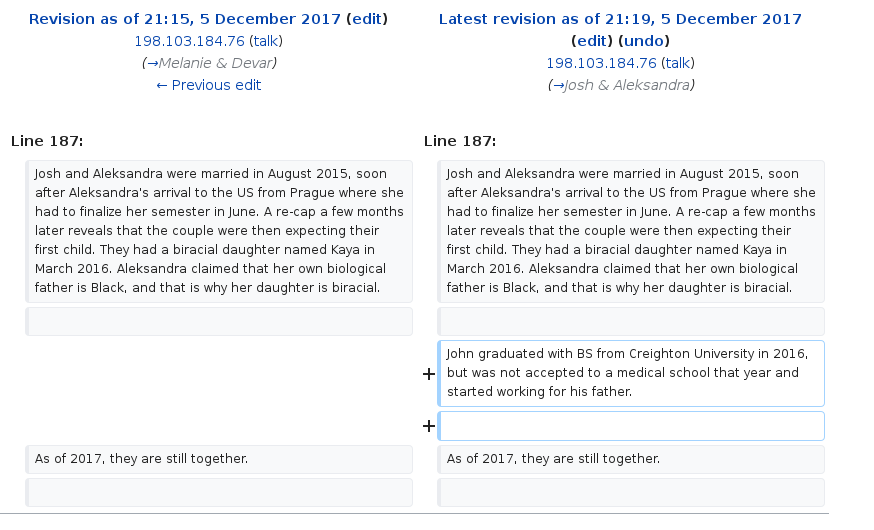 Revision as of 21:15, 5 December 2017 (edit)
198.103.184.76 (talk)
(→Melanie & Devar)
← Previous edit
Latest revision as of 21:19, 5 December 2017
(edit) (undo)
198.103.184.76 (talk)
(→Josh & Aleksandra)
Line 187:
Line 187:
Josh and Aleksandra were married in August 2015, soon
after Aleksandra's arrival to the US from Prague where she
had to finalize her semester in June. A re-cap a few months
later reveals that the couple were then expecting their
first child. They had a biracial daughter named Kaya in
March 2016. Aleksandra claimed that her own biological
father is Black, and that is why her daughter is biracial.
Josh and Aleksandra were married in August 2015, soon
after Aleksandra's arrival to the US from Prague where she
had to finalize her semester in June. A re-cap a few months
later reveals that the couple were then expecting their
first child. They had a biracial daughter named Kaya in
March 2016. Aleksandra claimed that her own biological
father is Black, and that is why her daughter is biracial.
+
John graduated with BS from Creighton University in 2016,
but was not accepted to a medical school that year and
started working for his father.
+
As of 2017, they are still together.
As of 2017, they are still together.